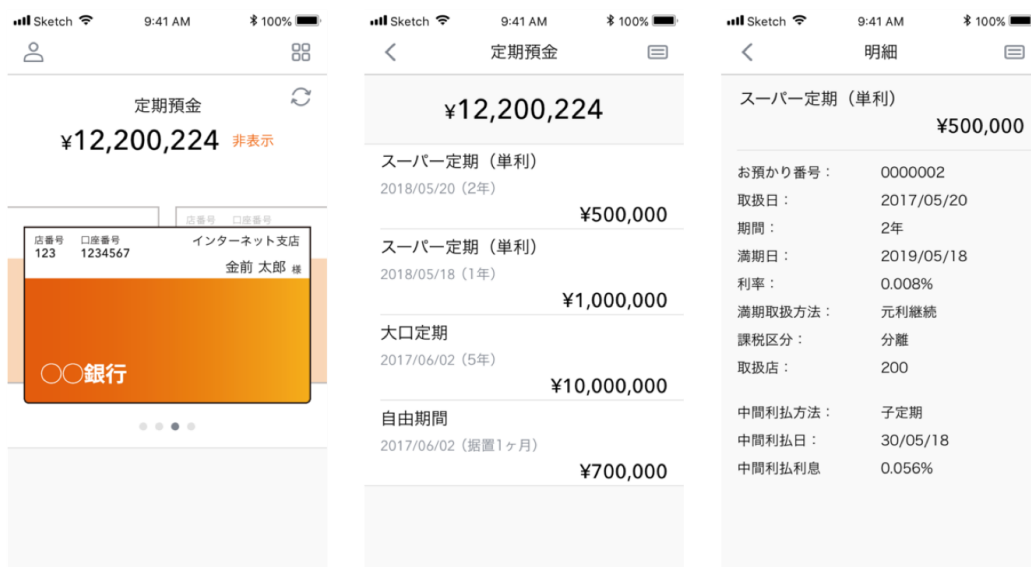 Sketch 9:41 AM 100%
定期預金
¥12,200,224 非表示
店番号 口座番号
店番号 口座番号 インターネット支店
123 1234567
金前 太郎 様
〇〇銀行
Sketch 9:41 AM 100%
定期預金
¥12,200,224
スーパー定期（単利）
2018/05/20（2年）
¥500,000
スーパー定期（単利）
2018/05/18（1年）
¥1,000,000
大口定期
2017/06/02（5年）
¥10,000,000
自由期間
2017/06/02（据置1ヶ月）
¥700,000
Sketch 9:41 AM 100%
明細
スーパー定期（単利）
¥500,000
お預かり番号： 0000002
取扱日： 2017/05/20
期間： 2年
満期日： 2019/05/18
利率： 0.008%
満期取扱方法： 元利継続
課税区分： 分離
取扱店： 200
中間利払方法： 子定期
中間利払日： 30/05/18
中間利払利息 0.056%